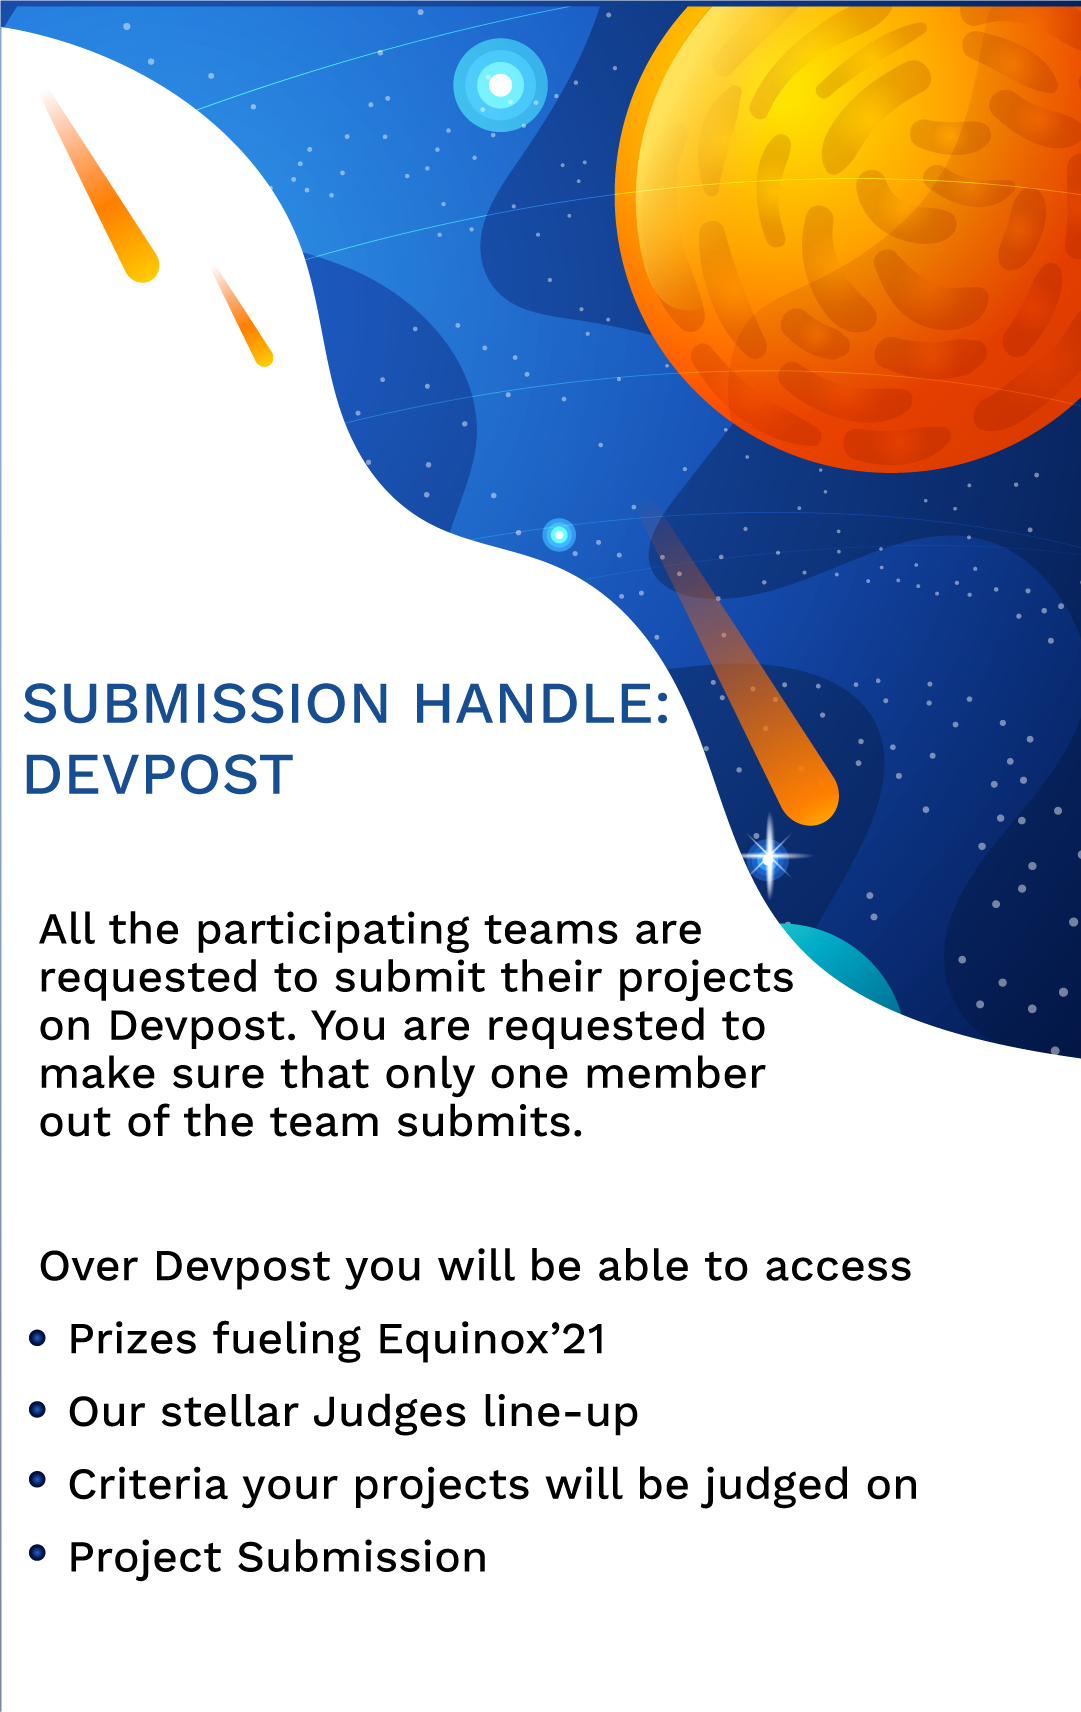 SUBMISSION HANDLE:
DEVPOST
All the participating teams are
requested to submit their projects
on Devpost. You are requested to
make sure that only one member
out of the team submits.
Over Devpost you will be able to access
Prizes fueling Equinox’21
Our stellar Judges line-up
Criteria your projects will be judged on
Project Submission